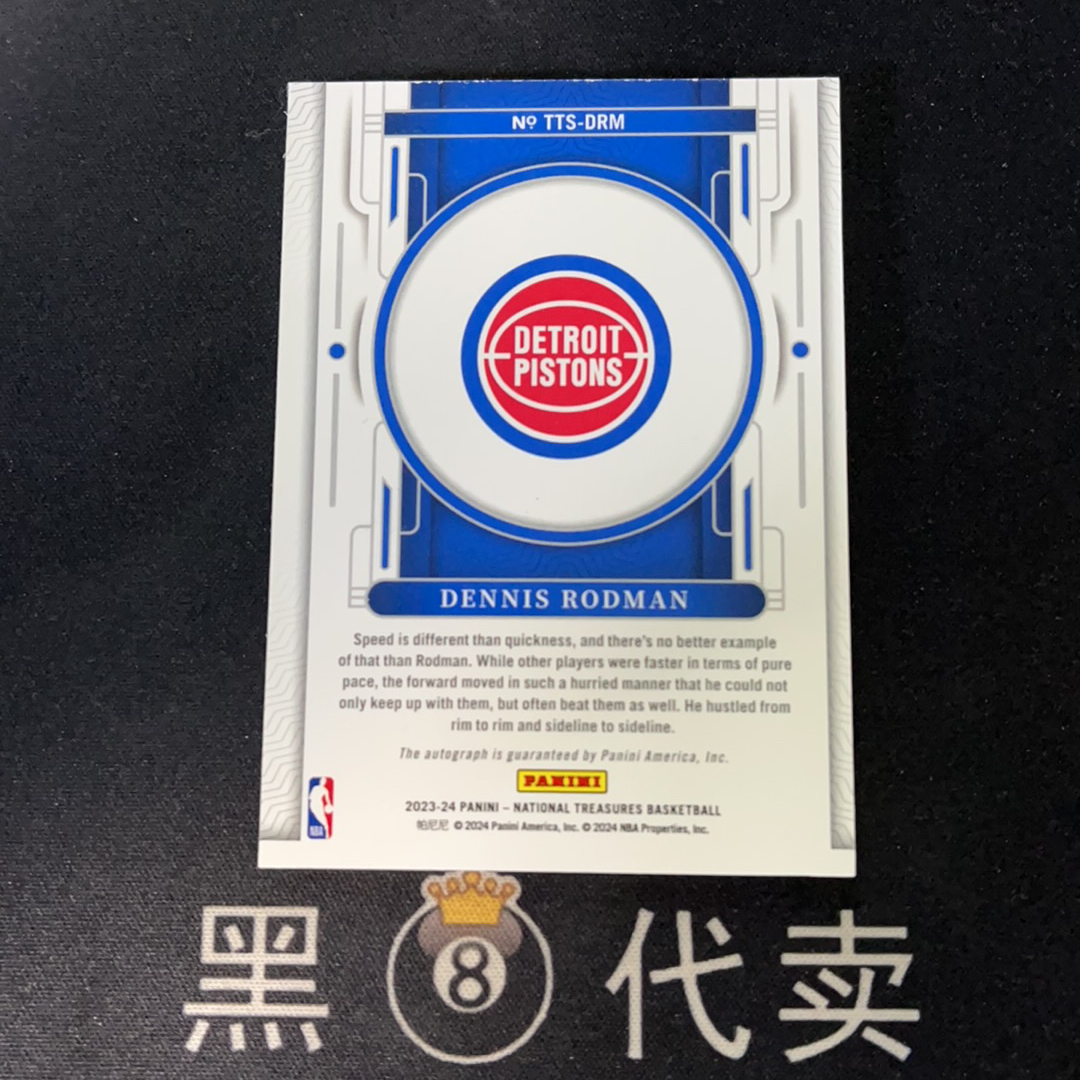 Nº TTS-DRM
DETROIT
PISTONS
DENNIS RODMAN
Speed is different than quickness, and there's no better example
of that than Rodman. While other players were faster in terms of pure
pace, the forward moved in such a hurried manner that he could not
only keep up with them, but often beat them as well. He hustled from
rim to rim and sideline to sideline.
The autograph is guaranteed by Panini America, Inc.
PANINI
NBA
2023-24 PANINI – NATIONAL TREASURES BASKETBALL
帕尼尼 © 2024 Panini America, Inc. © 2024 NBA Properties, Inc.
黑8代卖